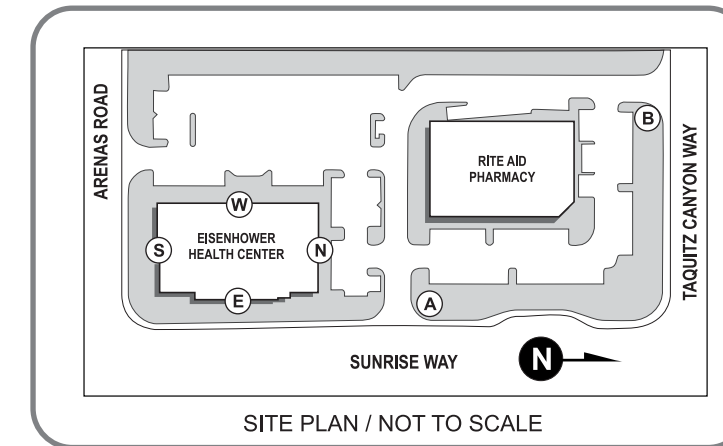 ARENAS ROAD
B
RITE AID
PHARMACY
W
EISENHOWER
HEALTH CENTER
S
N
E
A
TAQUITZ CANYON WAY
SUNRISE WAY
N
SITE PLAN / NOT TO SCALE